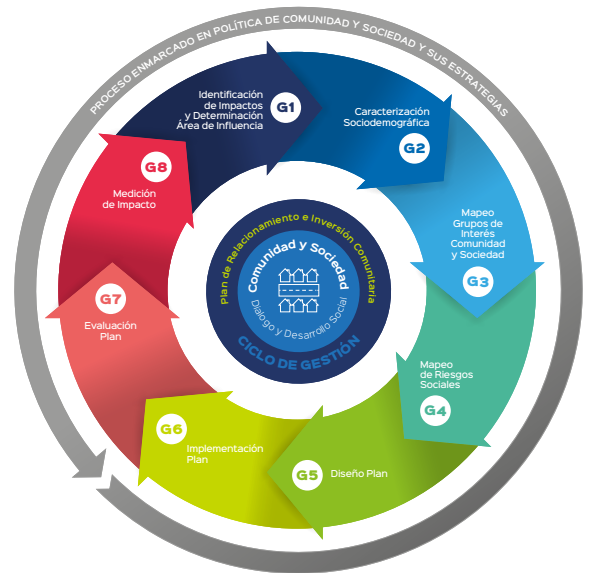 PROCESO ENMARCADO EN POLÍTICA DE COMUNIDAD Y SOCIEDAD Y SUS ESTRATEGIAS
Identificación
de Impactos
y Determinación
Área de Influencia
G1
Caracterización
Sociodemográfica
G2
Mapeo
Grupos de
Interés
Comunidad
y Sociedad
G3
Mapeo
de Riesgos
Sociales
G4
G5
Diseño Plan
G6
Implementación
Plan
G7
Evaluación
Plan
G8
Medición
de Impacto
Plan de Relacionamiento e Inversión Comunitaria
Comunidad y Sociedad
Dialogo y Desarrollo Social
CICLO DE GESTIÓN